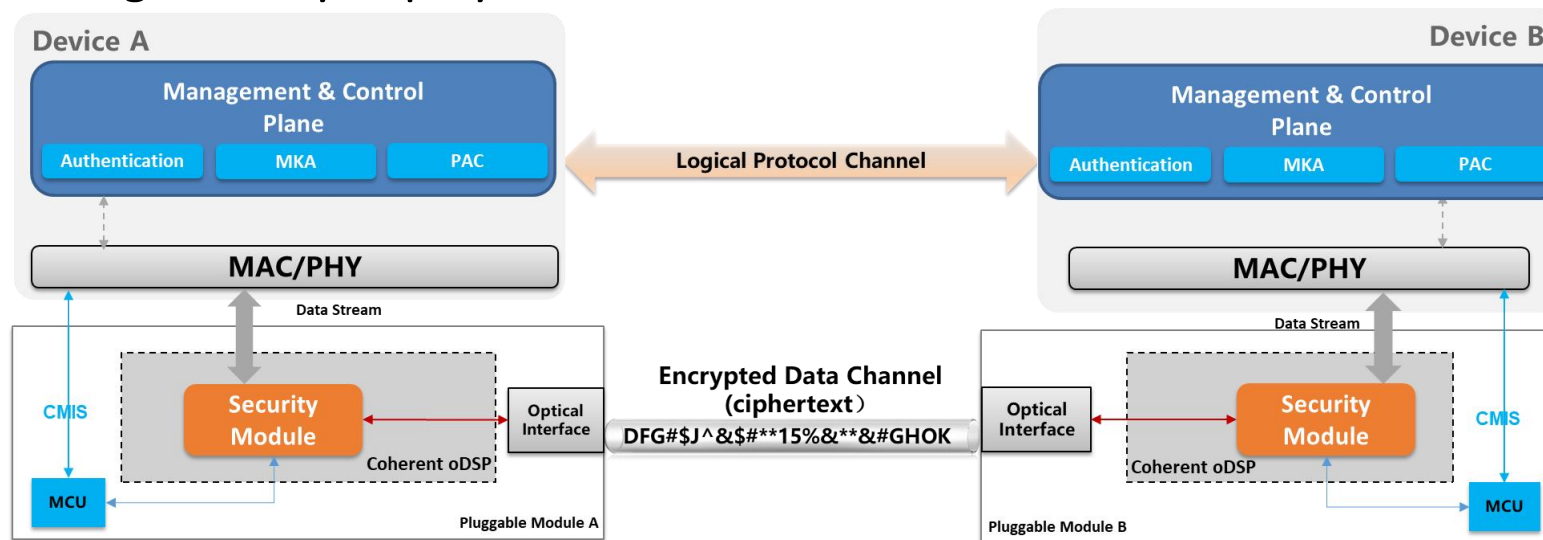 Device A
Management & Control
Plane
Authentication
MKA
PAC
MAC/PHY
Data Stream
CMIS
Security
Module
Coherent oDSP
Optical
Interface
MCU
Pluggable Module A
Logical Protocol Channel
Encrypted Data Channel
(ciphertext）
DFG#$J^&$#**15%&**&#GHOK
Device B
Management & Control
Plane
Authentication
MKA
PAC
MAC/PHY
Data Stream
Optical
Interface
Security
Module
Coherent oDSP
CMIS
MCU
Pluggable Module B